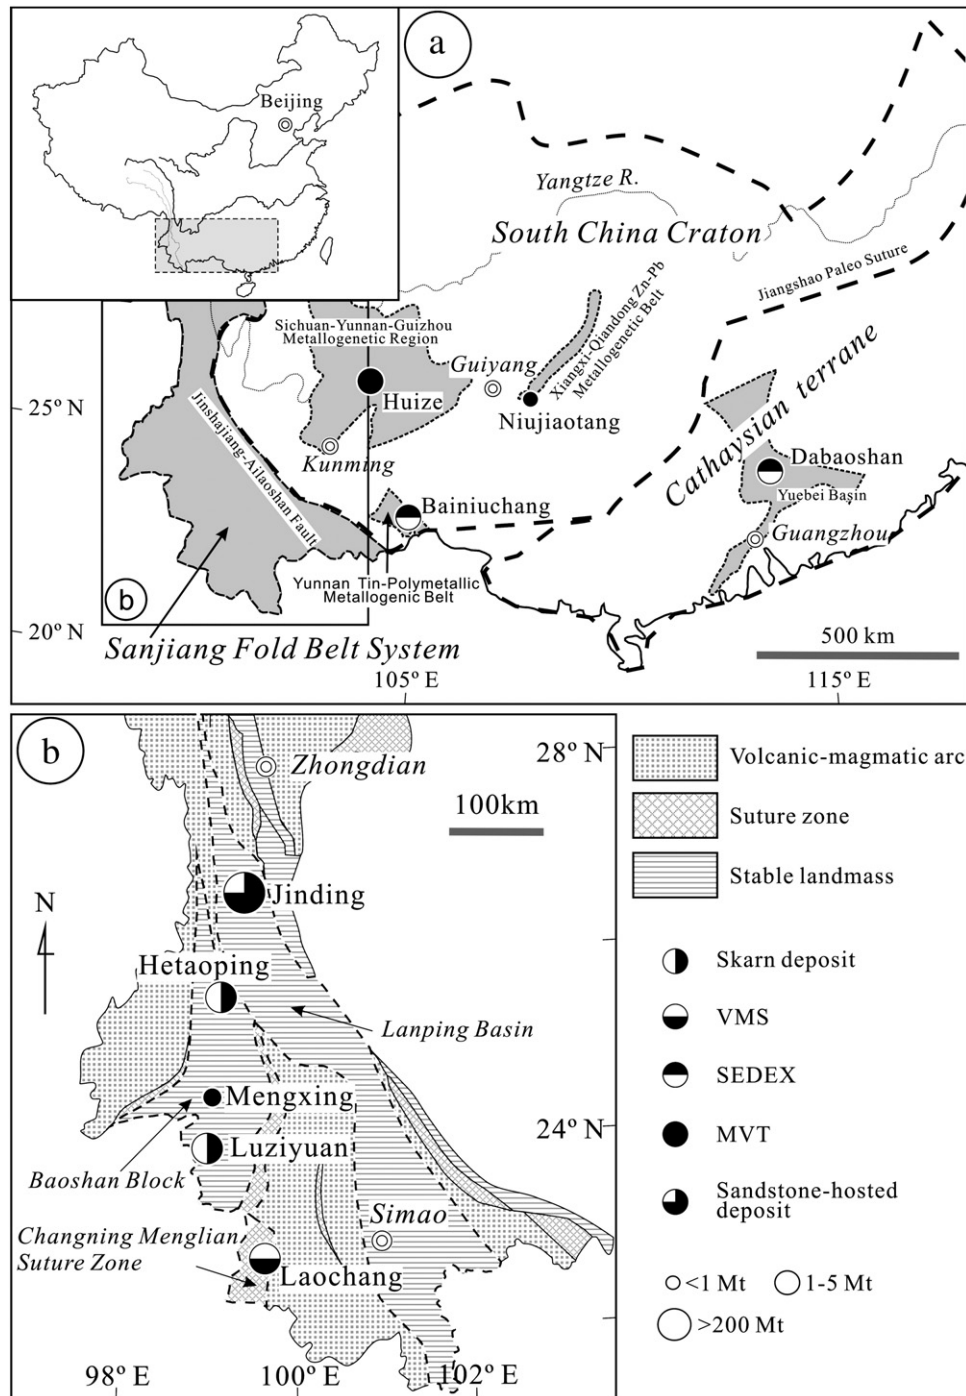 a
Beijing
Yangtze R.
South China Craton
Jiangshao Paleo Suture
Sichuan-Yunnan-Guizhou
Metallogenetic Region
Xiangxi-Qiandong Zn-Pb
Metallogenetic Belt
Guiyang
25° N
Huize
Niujiaotang
Cathaysian terrane
Jinshajiang-Ailaoshan Fault
Kunming
Dabaoshan
Yuebei Basin
Bainiuchang
Guangzhou
Yunnan Tin-Polymetallic
Metallogenic Belt
b
20° N
Sanjiang Fold Belt System
500 km
105° E
115° E
b
Zhongdian
28° N
100km
Volcanic-magmatic arc
Suture zone
Stable landmass
Jinding
N
Hetaoping
Skarn deposit
Lanping Basin
VMS
SEDEX
Mengxing
24° N
MVT
Luziyuan
Baoshan Block
Sandstone-hosted
deposit
Simao
Changning Menglian
Suture Zone
Laochang
<1 Mt
1-5 Mt
>200 Mt
98° E
100° E
102° E